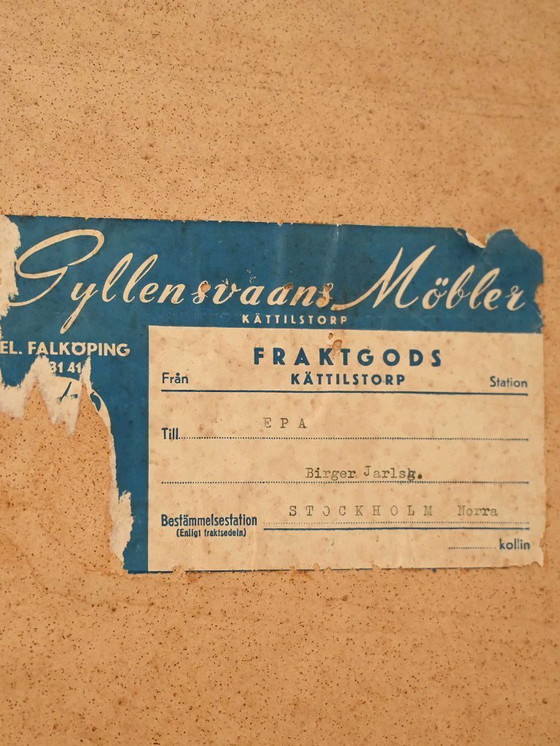 Gyllensvaans Möbler
KÄTTILSTORP
EL. FALKÖPING
31 41
FRAKTGODS
Från KÄTTILSTORP Station
Till EPA
Birger Jarlsg.
Bestämmelsestation STOCKHOLM Norra
(Enligt fraktsedeln)
kollin